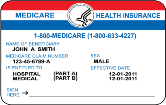 MEDICARE HEALTH INSURANCE
1-800-MEDICARE (1-800-633-4227)
NAME OF BENEFICIARY
JOHN A SMITH
MEDICARE CLAIM NUMBER SEX
123-45-6789-A MALE
IS ENTITLED TO EFFECTIVE DATE
HOSPITAL (PART A) 12-01-2011
MEDICAL (PART B) 12-01-2011
SIGN
HERE